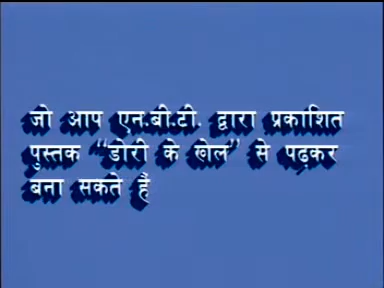 जो आप एन.बी.टी. द्वारा प्रकाशित
पुस्तक “डोरी के खेल” से पढ़कर
बना सकते हैं